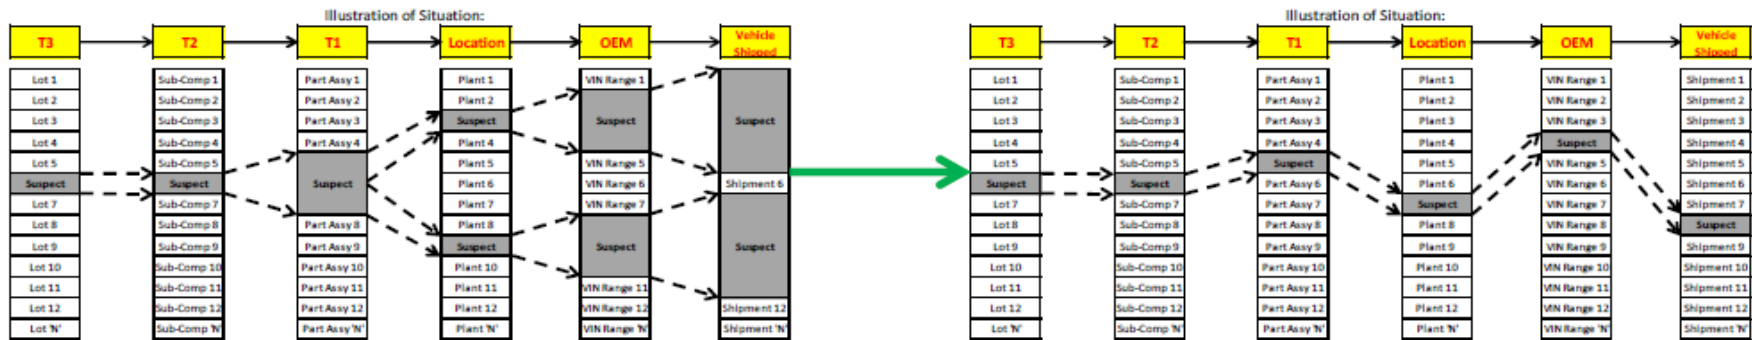 Illustration of Situation:
T3 T2 T1 Location OEM Vehicle Shipped
Lot 1 Sub-Comp 1 Part Assy 1 Plant 1 VIN Range 1
Lot 2 Sub-Comp 2 Part Assy 2 Plant 2
Lot 3 Sub-Comp 3 Part Assy 3 Suspect Suspect Suspect
Lot 4 Sub-Comp 4 Part Assy 4 Plant 4
Lot 5 Sub-Comp 5 Plant 5 VIN Range 5
Suspect Suspect Suspect Plant 6 VIN Range 6 Shipment 6
Lot 7 Sub-Comp 7 Plant 7 VIN Range 7
Lot 8 Sub-Comp 8 Part Assy 8 Plant 8
Lot 9 Sub-Comp 9 Part Assy 9 Suspect Suspect Suspect
Lot 10 Sub-Comp 10 Part Assy 10 Plant 10
Lot 11 Sub-Comp 11 Part Assy 11 Plant 11 VIN Range 11
Lot 12 Sub-Comp 12 Part Assy 12 Plant 12 VIN Range 12 Shipment 12
Lot 'N' Sub-Comp 'N' Part Assy 'N' Plant 'N' VIN Range 'N' Shipment 'N'
Illustration of Situation:
T3 T2 T1 Location OEM Vehicle Shipped
Lot 1 Sub-Comp 1 Part Assy 1 Plant 1 VIN Range 1 Shipment 1
Lot 2 Sub-Comp 2 Part Assy 2 Plant 2 VIN Range 2 Shipment 2
Lot 3 Sub-Comp 3 Part Assy 3 Plant 3 VIN Range 3 Shipment 3
Lot 4 Sub-Comp 4 Part Assy 4 Plant 4 Suspect Shipment 4
Lot 5 Sub-Comp 5 Suspect Plant 5 VIN Range 5 Shipment 5
Suspect Suspect Part Assy 6 Plant 6 VIN Range 6 Shipment 6
Lot 7 Sub-Comp 7 Part Assy 7 Suspect VIN Range 7 Shipment 7
Lot 8 Sub-Comp 8 Part Assy 8 Plant 8 VIN Range 8 Suspect
Lot 9 Sub-Comp 9 Part Assy 9 Plant 9 VIN Range 9 Shipment 9
Lot 10 Sub-Comp 10 Part Assy 10 Plant 10 VIN Range 10 Shipment 10
Lot 11 Sub-Comp 11 Part Assy 11 Plant 11 VIN Range 11 Shipment 11
Lot 12 Sub-Comp 12 Part Assy 12 Plant 12 VIN Range 12 Shipment 12
Lot 'N' Sub-Comp 'N' Part Assy 'N' Plant 'N' VIN Range 'N' Shipment 'N'